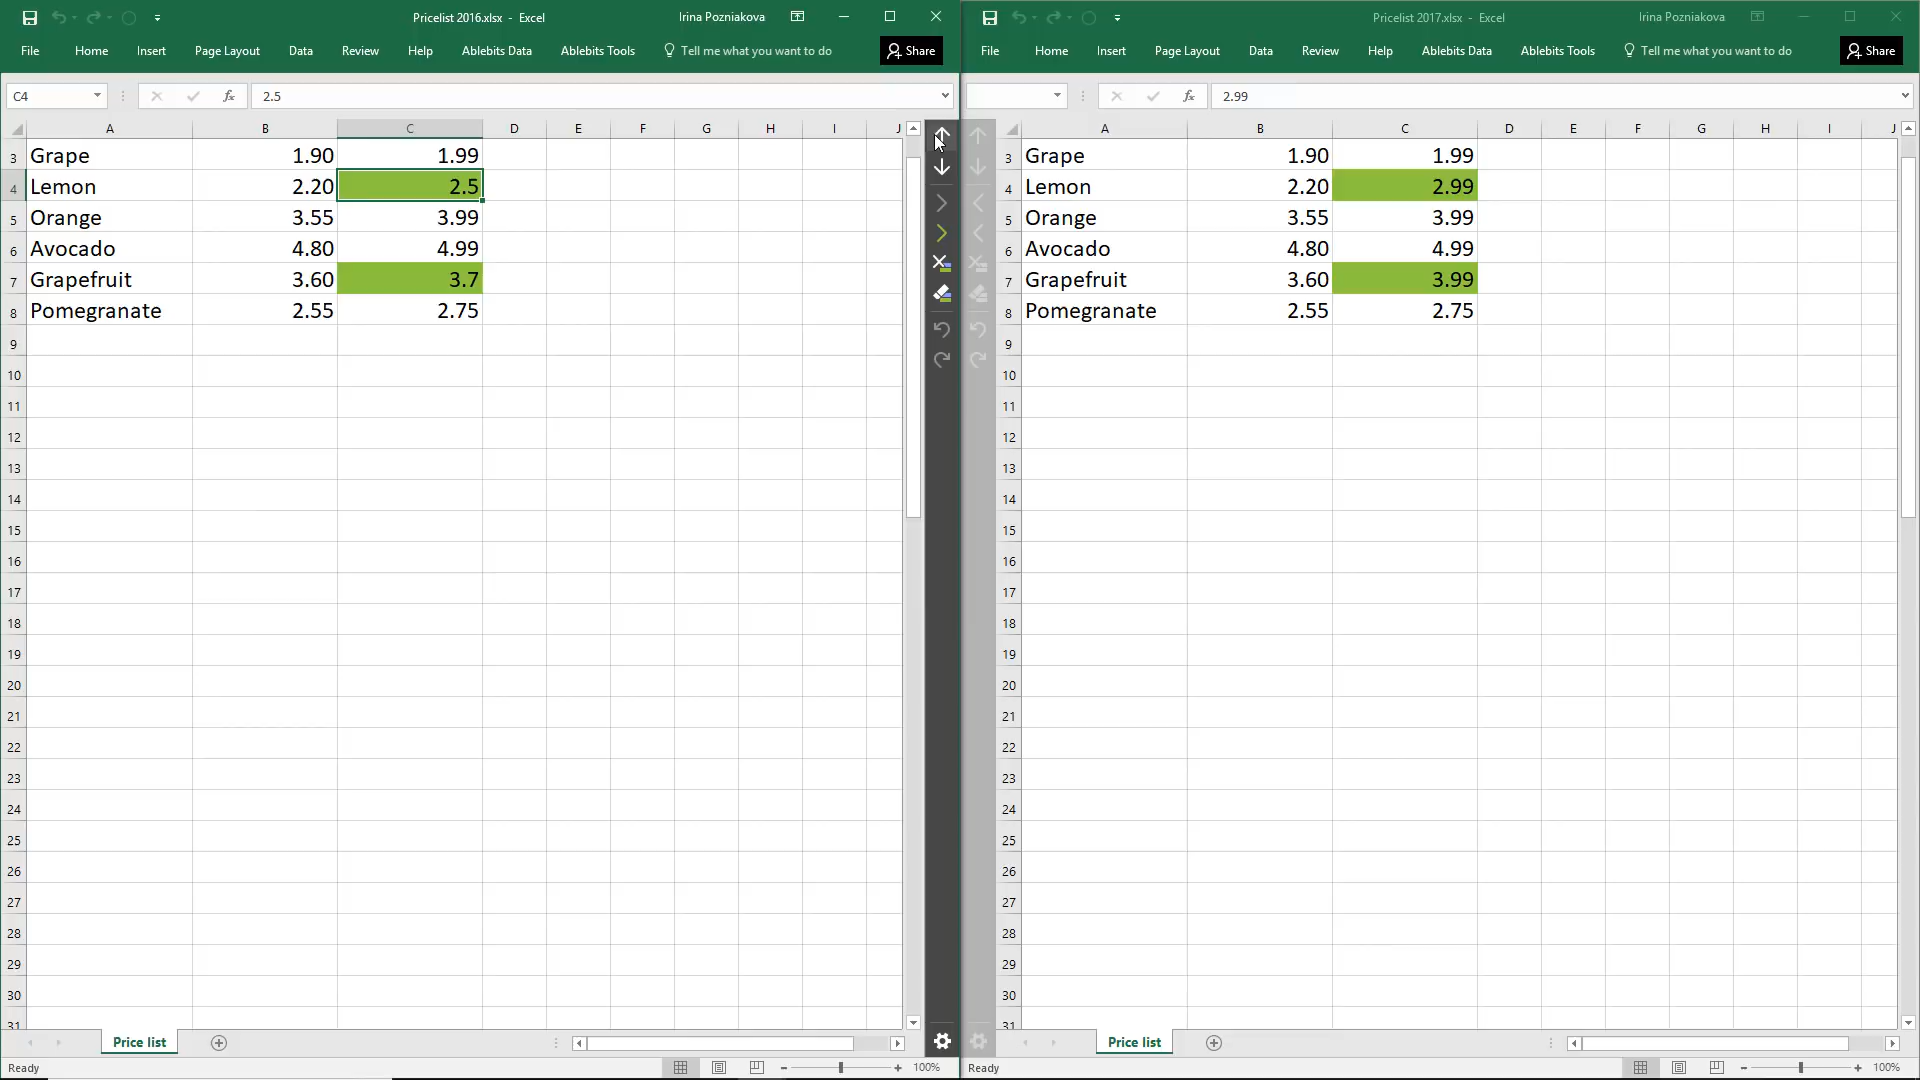 Pricelist 2016.xlsx - Excel
Irina Pozniakova
File Home Insert Page Layout Data Review Help Ablebits Data Ablebits Tools Tell me what you want to do Share
C4 fx 2.5
A B C D E F G H I J
3 Grape 1.90 1.99
4 Lemon 2.20 2.5
5 Orange 3.55 3.99
6 Avocado 4.80 4.99
7 Grapefruit 3.60 3.7
8 Pomegranate 2.55 2.75
9
10
11
12
13
14
15
16
17
18
19
20
21
22
23
24
25
26
27
28
29
30
31
Price list
Ready 100%
Pricelist 2017.xlsx - Excel
Irina Pozniakova
File Home Insert Page Layout Data Review Help Ablebits Data Ablebits Tools Tell me what you want to do Share
fx 2.99
A B C D E F G H I J
3 Grape 1.90 1.99
4 Lemon 2.20 2.99
5 Orange 3.55 3.99
6 Avocado 4.80 4.99
7 Grapefruit 3.60 3.99
8 Pomegranate 2.55 2.75
9
10
11
12
13
14
15
16
17
18
19
20
21
22
23
24
25
26
27
28
29
30
31
Price list
Ready 100%